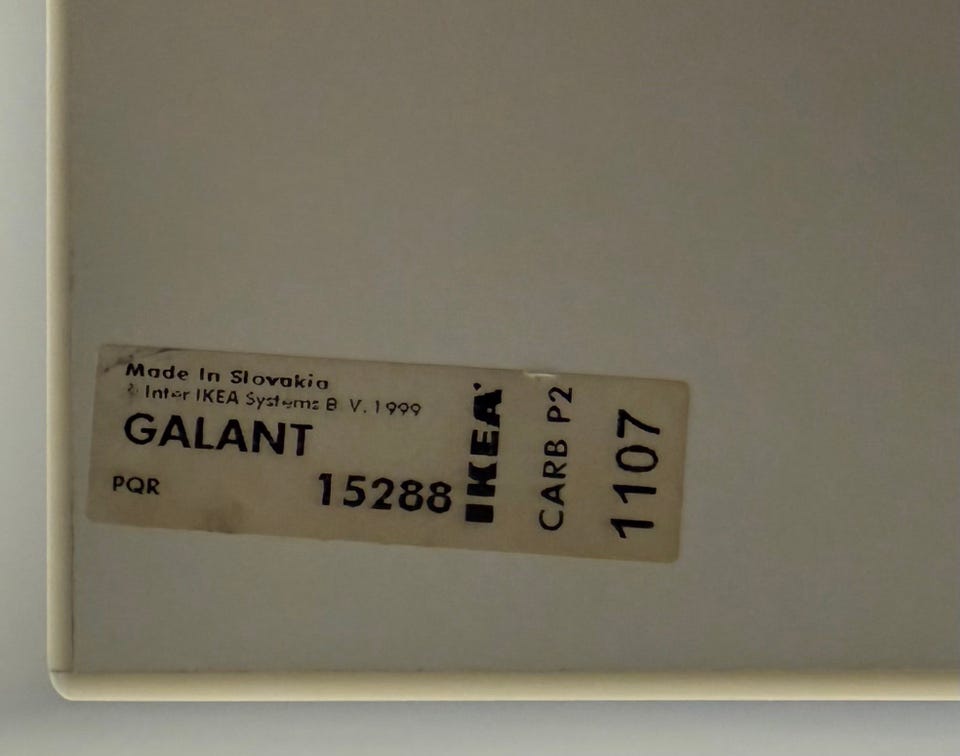 Made In Slovakia
© Inter IKEA Systems B V. 1999
GALANT
PQR 15288
IKEA
CARB P2
1107